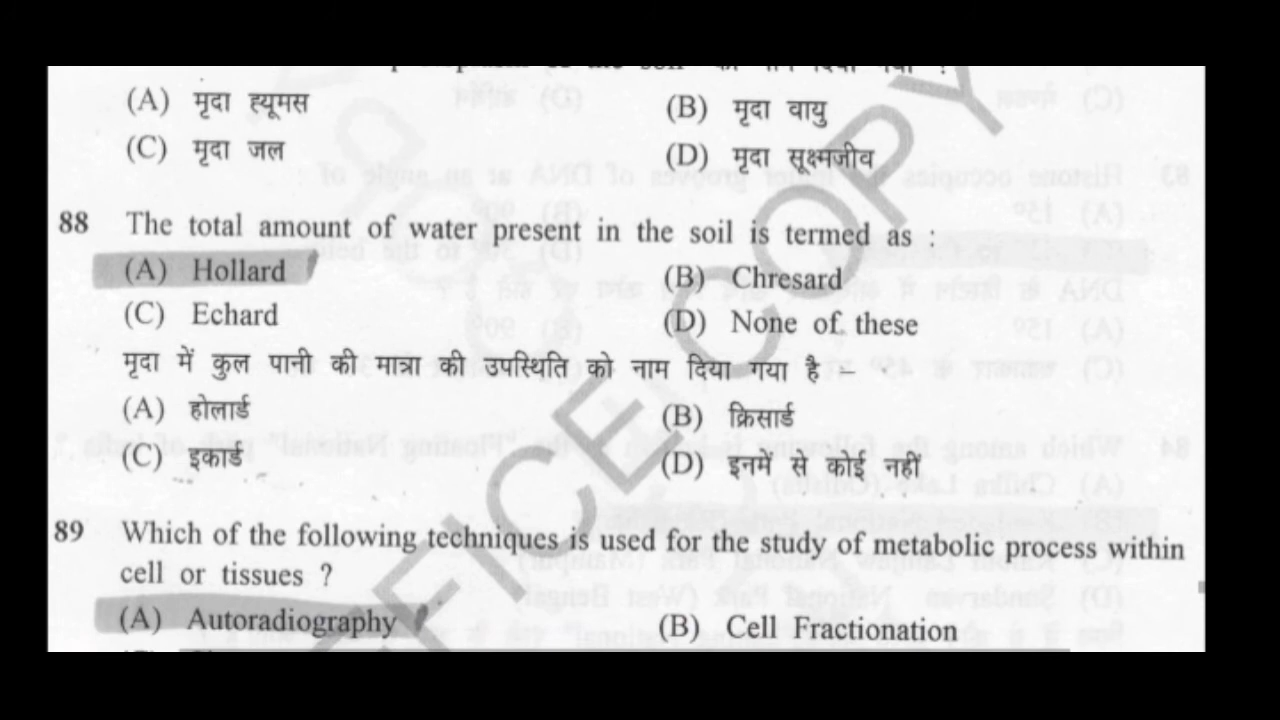 (A) मृदा ह्यूमस (B) मृदा वायु
(C) मृदा जल (D) मृदा सूक्ष्मजीव
88 The total amount of water present in the soil is termed as :
(A) Hollard (B) Chresard
(C) Echard (D) None of these
मृदा में कुल पानी की मात्रा की उपस्थिति को नाम दिया गया है –
(A) होलार्ड (B) क्रिसार्ड
(C) इकार्ड (D) इनमें से कोई नहीं
89 Which of the following techniques is used for the study of metabolic process within
cell or tissues ?
(A) Autoradiography (B) Cell Fractionation
FICE COPY